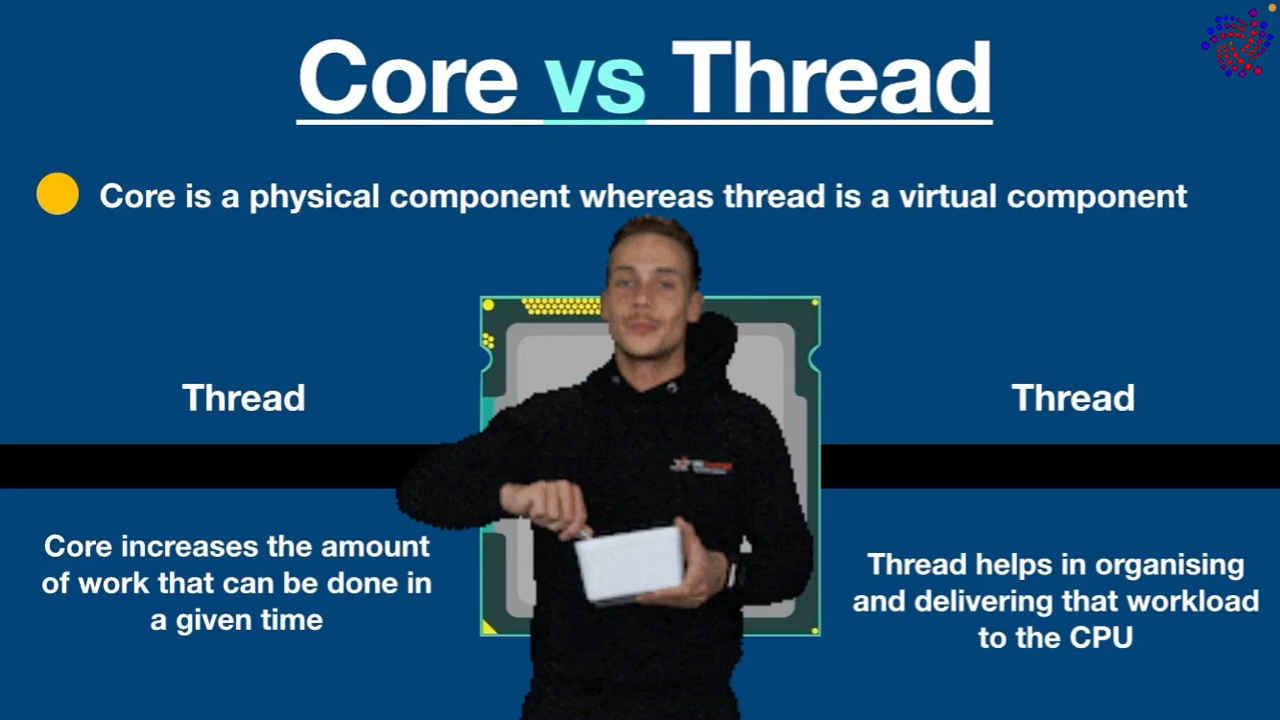 Core vs Thread
Core is a physical component whereas thread is a virtual component
Thread
Thread
Core increases the amount
of work that can be done in
a given time
Thread helps in organising
and delivering that workload
to the CPU